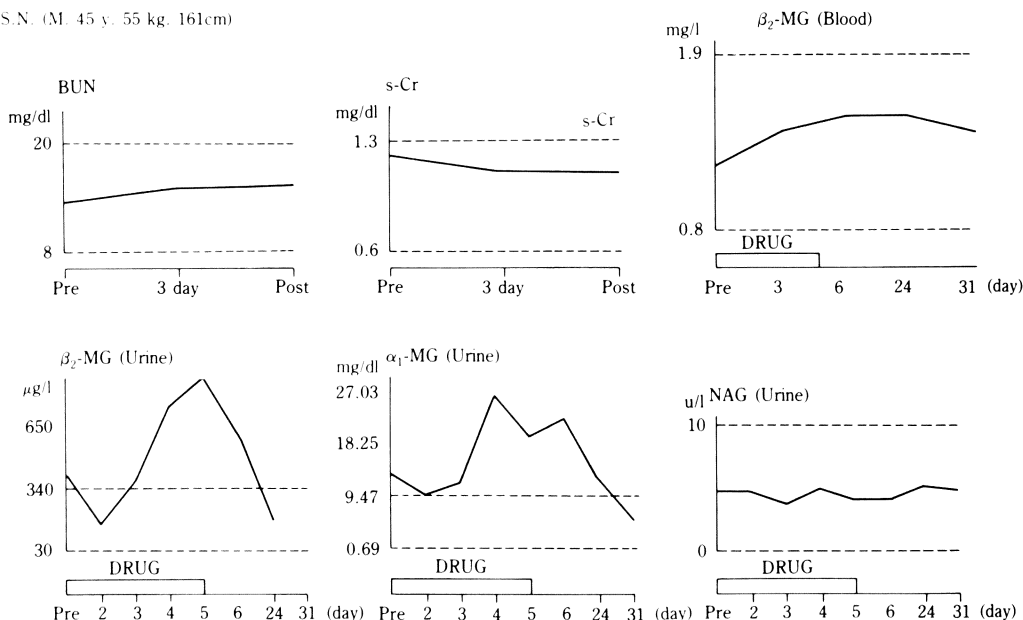 S.N. (M. 45 y. 55 kg. 161cm)
BUN
mg/dl
20
8
Pre 3 day Post
s-Cr
mg/dl
s-Cr
1.3
0.6
Pre 3 day Post
β₂-MG (Blood)
mg/l
1.9
0.8
DRUG
Pre 3 6 24 31 (day)
β₂-MG (Urine)
μg/l
650
340
30
DRUG
Pre 2 3 4 5 6 24 31 (day)
α₁-MG (Urine)
mg/dl
27.03
18.25
9.47
0.69
DRUG
Pre 2 3 4 5 6 24 31 (day)
NAG (Urine)
u/l
10
0
DRUG
Pre 2 3 4 5 6 24 31 (day)